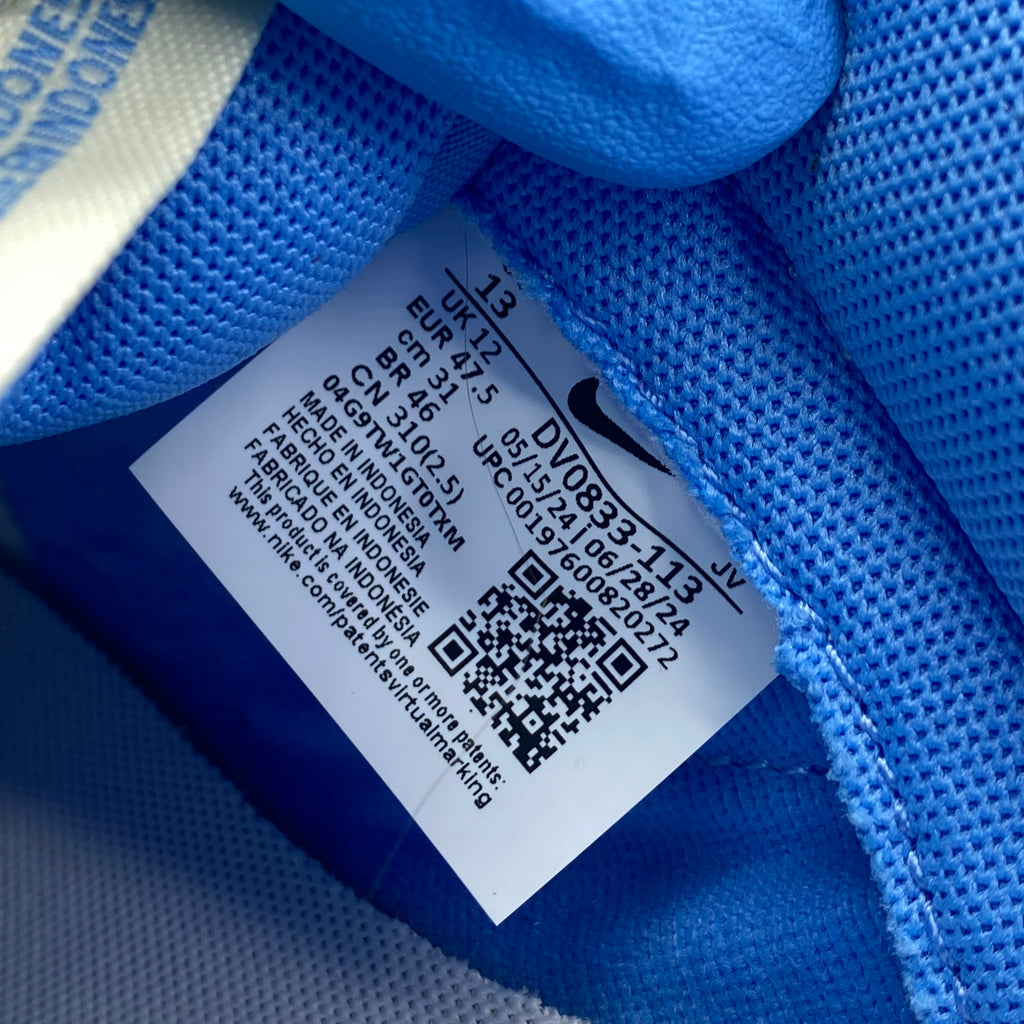 13
UK 12
EUR 47.5
cm 31
BR 46
CN 310(2.5)
04G9TW1GT0TXM
MADE IN INDONESIA
HECHO EN INDONESIA
FABRIQUE EN INDONESIE
FABRICADO NA INDONÉSIA
This product is covered by one or more patents:
www.nike.com/patentsvirtualmarking
DV0833-113
JV
05/15/24 | 06/28/24
UPC 00197600820272